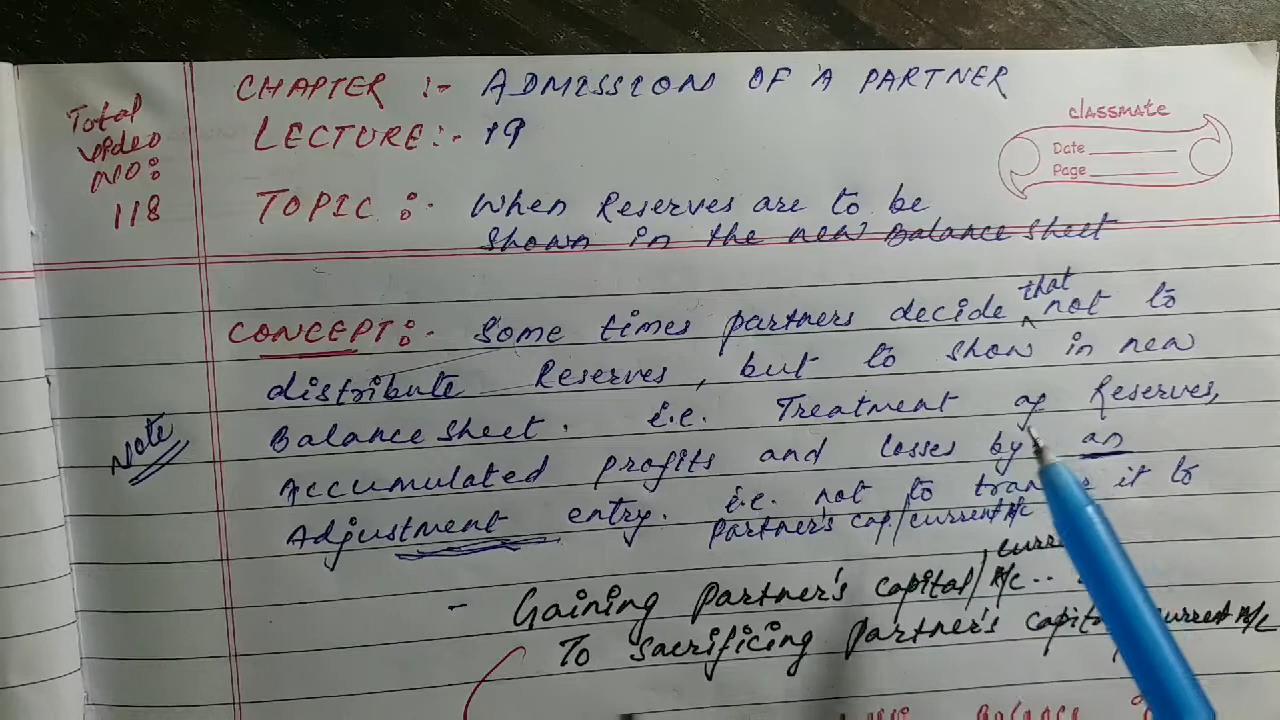 CHAPTER :- ADMISSION OF A PARTNER
LECTURE:- 19
TOPIC :- When Reserves are to be
shown in the new Balance Sheet
Total
video
NO:
118
classmate
Date
Page
CONCEPT:- Some times partners decide that not to
distribute Reserves, but to show in new
Balance sheet. i.e. Treatment of Reserves,
Accumulated profits and losses by an
Adjustment entry. i.e. not to it to
Partner's cap/current A/c
Note
- Gaining Partner's capital/ A/c..
To Sacrificing Partner's A/c
Balance